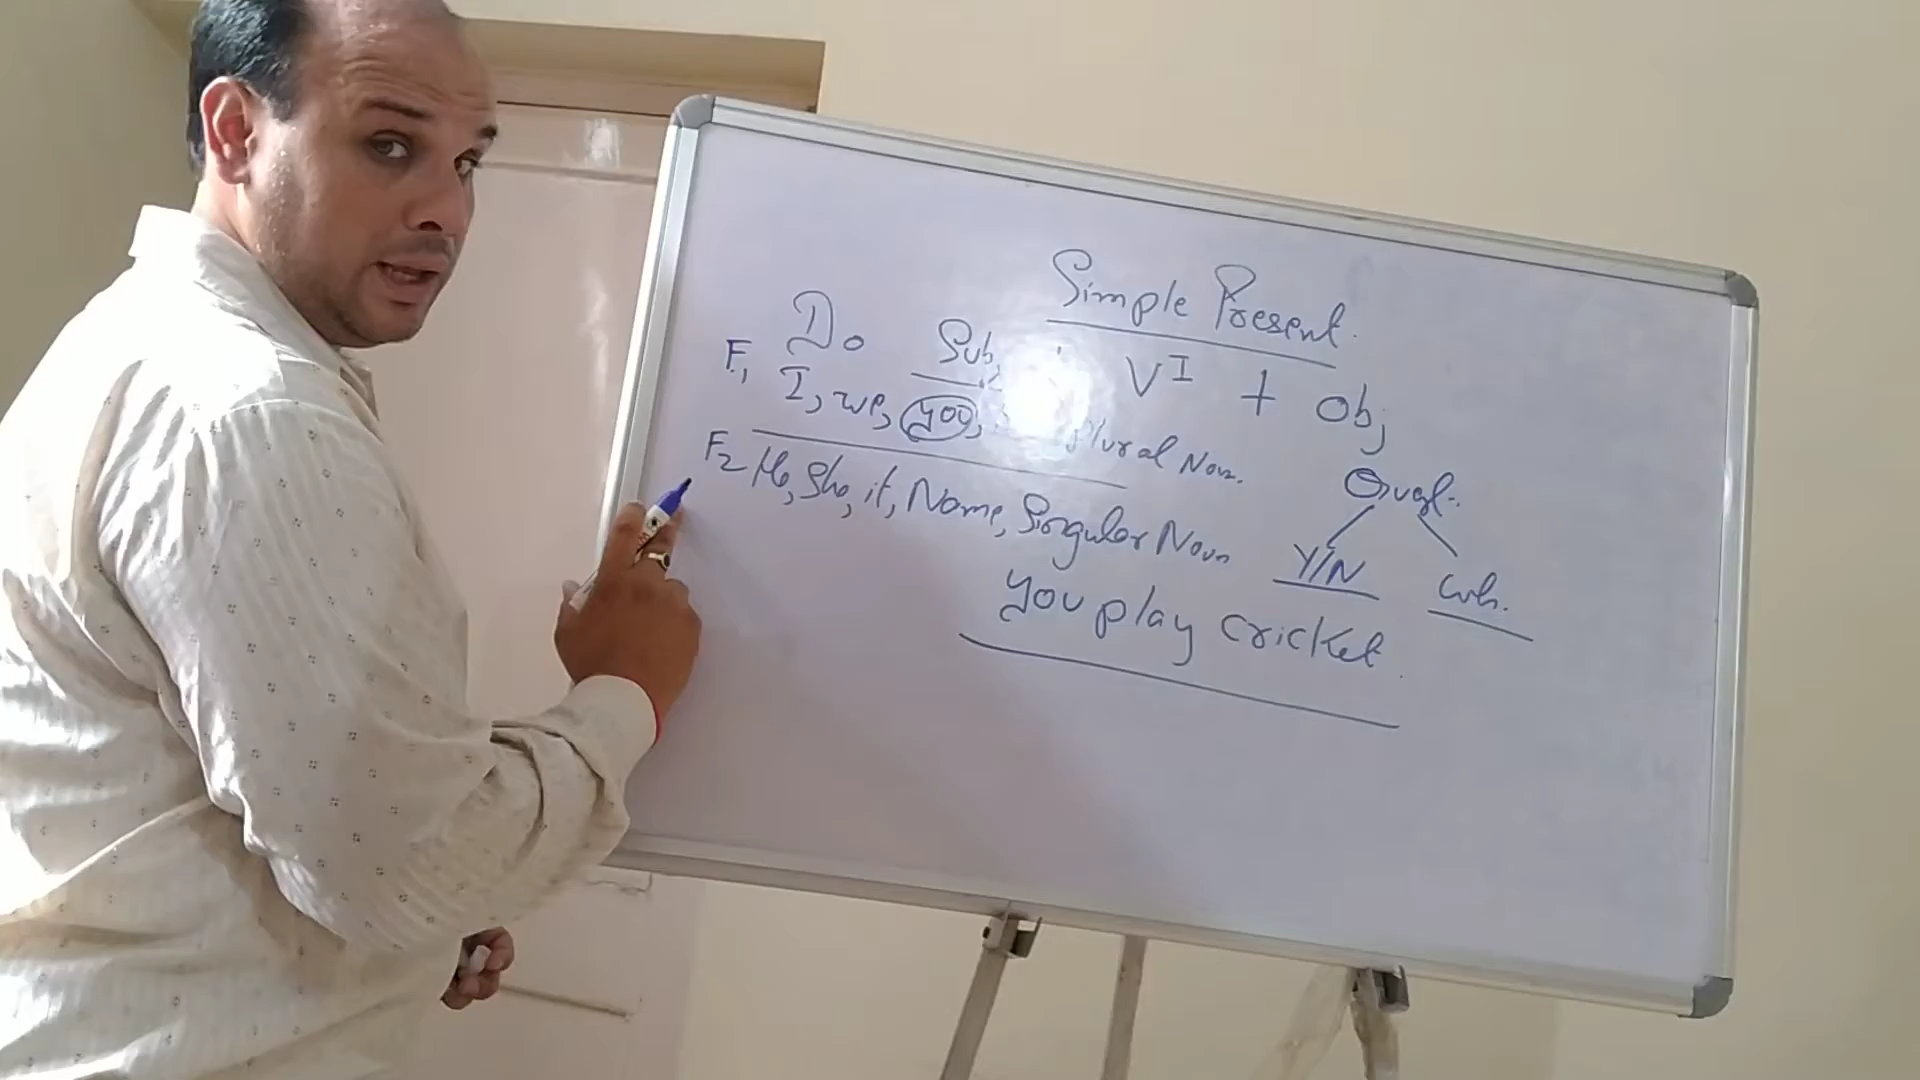 Simple Present.
Do Sub V I + Obj
F1 I, we, you, Plural Noun.
F2 He, She, it, Name, Singular Noun
Quest.
Y/N Wh.
you play cricket.